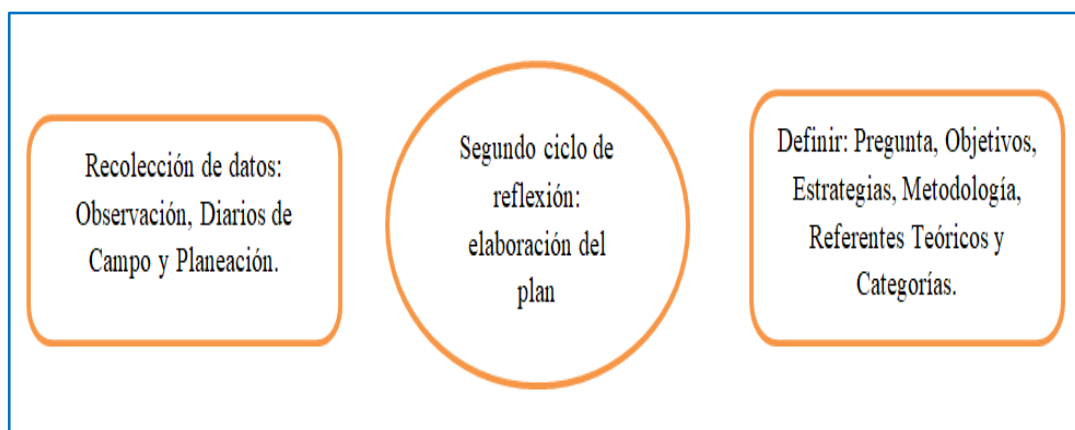 Recolección de datos:
Observación, Diarios de
Campo y Planeación.
Segundo ciclo de
reflexión:
elaboración del
plan
Definir: Pregunta, Objetivos,
Estrategias, Metodología,
Referentes Teóricos y
Categorías.